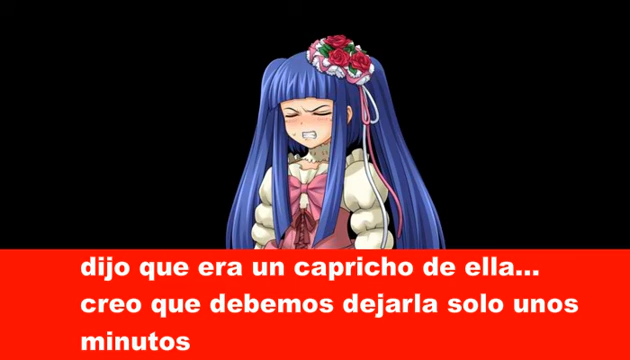 dijo que era un capricho de ella...
creo que debemos dejarla solo unos
minutos